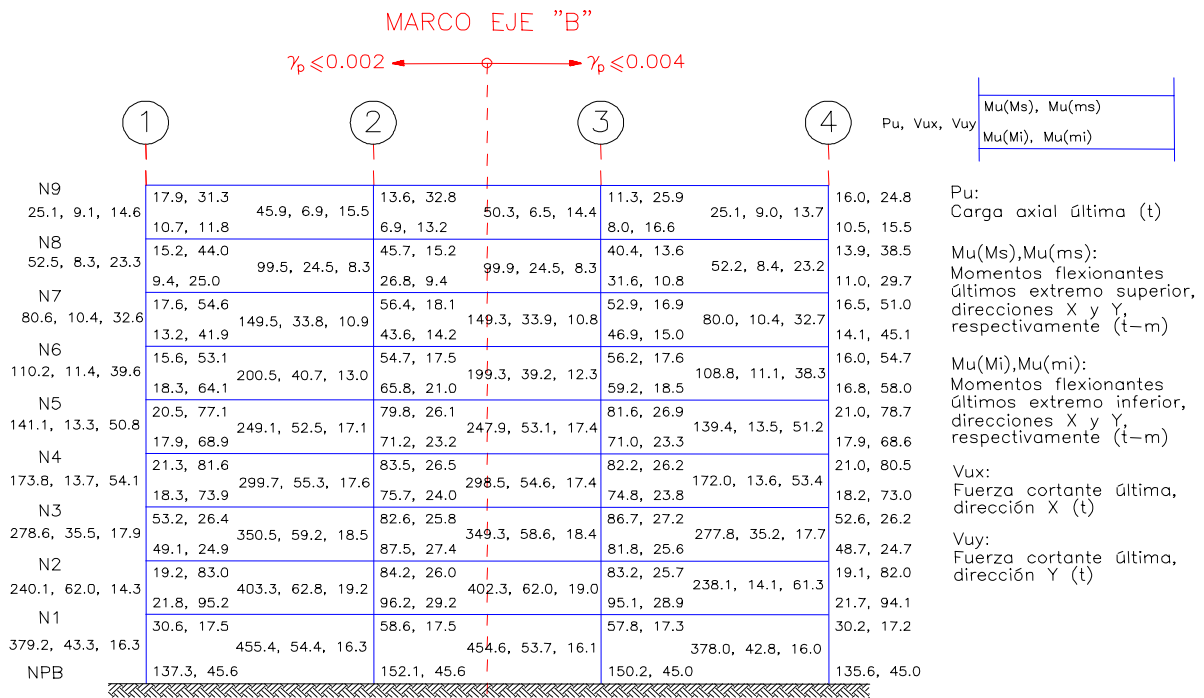 MARCO EJE "B"
γp ≤0.002
γp ≤0.004
1
2
3
4
Pu, Vux, Vuy
Mu(Ms), Mu(ms)
Mu(Mi), Mu(mi)
N9
25.1, 9.1, 14.6
17.9, 31.3
10.7, 11.8
45.9, 6.9, 15.5
13.6, 32.8
6.9, 13.2
50.3, 6.5, 14.4
11.3, 25.9
8.0, 16.6
25.1, 9.0, 13.7
16.0, 24.8
10.5, 15.5
N8
52.5, 8.3, 23.3
15.2, 44.0
9.4, 25.0
99.5, 24.5, 8.3
45.7, 15.2
26.8, 9.4
99.9, 24.5, 8.3
40.4, 13.6
31.6, 10.8
52.2, 8.4, 23.2
13.9, 38.5
11.0, 29.7
N7
80.6, 10.4, 32.6
17.6, 54.6
13.2, 41.9
149.5, 33.8, 10.9
56.4, 18.1
43.6, 14.2
149.3, 33.9, 10.8
52.9, 16.9
46.9, 15.0
80.0, 10.4, 32.7
16.5, 51.0
14.1, 45.1
N6
110.2, 11.4, 39.6
15.6, 53.1
18.3, 64.1
200.5, 40.7, 13.0
54.7, 17.5
65.8, 21.0
199.3, 39.2, 12.3
56.2, 17.6
59.2, 18.5
108.8, 11.1, 38.3
16.0, 54.7
16.8, 58.0
N5
141.1, 13.3, 50.8
20.5, 77.1
17.9, 68.9
249.1, 52.5, 17.1
79.8, 26.1
71.2, 23.2
247.9, 53.1, 17.4
81.6, 26.9
71.0, 23.3
139.4, 13.5, 51.2
21.0, 78.7
17.9, 68.6
N4
173.8, 13.7, 54.1
21.3, 81.6
18.3, 73.9
299.7, 55.3, 17.6
83.5, 26.5
75.7, 24.0
298.5, 54.6, 17.4
82.2, 26.2
74.8, 23.8
172.0, 13.6, 53.4
21.0, 80.5
18.2, 73.0
N3
278.6, 35.5, 17.9
53.2, 26.4
49.1, 24.9
350.5, 59.2, 18.5
82.6, 25.8
87.5, 27.4
349.3, 58.6, 18.4
86.7, 27.2
81.8, 25.6
277.8, 35.2, 17.7
52.6, 26.2
48.7, 24.7
N2
240.1, 62.0, 14.3
19.2, 83.0
21.8, 95.2
403.3, 62.8, 19.2
84.2, 26.0
96.2, 29.2
402.3, 62.0, 19.0
83.2, 25.7
95.1, 28.9
238.1, 14.1, 61.3
19.1, 82.0
21.7, 94.1
N1
379.2, 43.3, 16.3
30.6, 17.5
137.3, 45.6
455.4, 54.4, 16.3
58.6, 17.5
152.1, 45.6
454.6, 53.7, 16.1
57.8, 17.3
150.2, 45.0
378.0, 42.8, 16.0
30.2, 17.2
135.6, 45.0
NPB
Pu:
Carga axial última (t)
Mu(Ms),Mu(ms):
Momentos flexionantes
últimos extremo superior,
direcciones X y Y,
respectivamente (t-m)
Mu(Mi),Mu(mi):
Momentos flexionantes
últimos extremo inferior,
direcciones X y Y,
respectivamente (t-m)
Vux:
Fuerza cortante última,
dirección X (t)
Vuy:
Fuerza cortante última,
dirección Y (t)